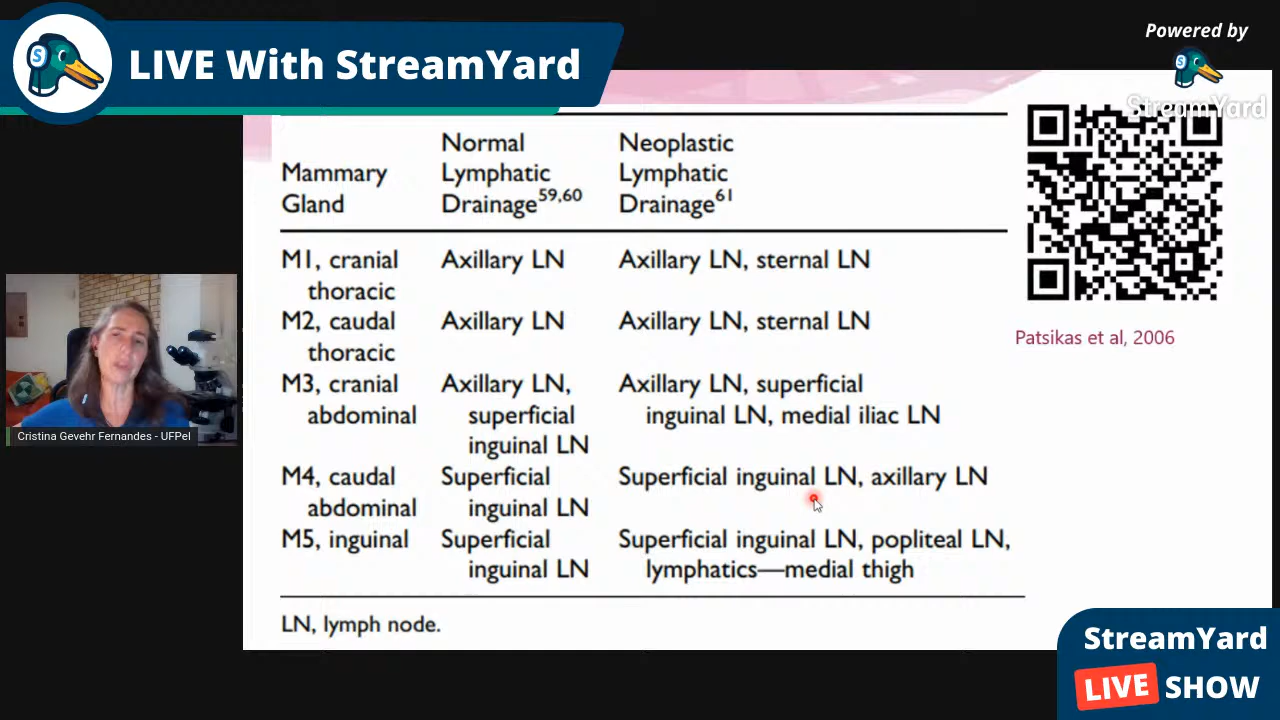 LIVE With StreamYard
Powered by
StreamYard
Mammary
Gland
Normal
Lymphatic
Drainage59,60
Neoplastic
Lymphatic
Drainage61
M1, cranial
thoracic
Axillary LN
Axillary LN, sternal LN
M2, caudal
thoracic
Axillary LN
Axillary LN, sternal LN
M3, cranial
abdominal
Axillary LN,
superficial
inguinal LN
Axillary LN, superficial
inguinal LN, medial iliac LN
M4, caudal
abdominal
Superficial
inguinal LN
Superficial inguinal LN, axillary LN
M5, inguinal
Superficial
inguinal LN
Superficial inguinal LN, popliteal LN,
lymphatics—medial thigh
LN, lymph node.
Patsikas et al, 2006
Cristina Gevehr Fernandes - UFPel
StreamYard
LIVE SHOW